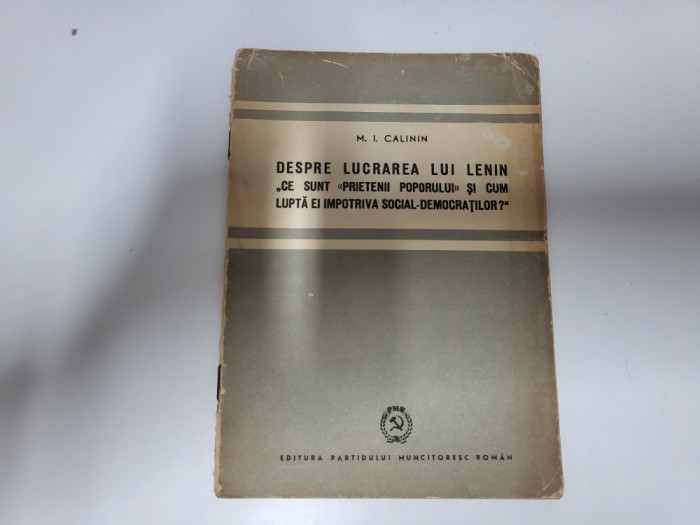 M. I. CALININ
DESPRE LUCRAREA LUI LENIN
„CE SUNT «PRIETENII POPORULUI» ȘI CUM
LUPTĂ EI IMPOTRIVA SOCIAL-DEMOCRAȚILOR?"
PMR
EDITURA PARTIDULUI MUNCITORESC ROMÂN